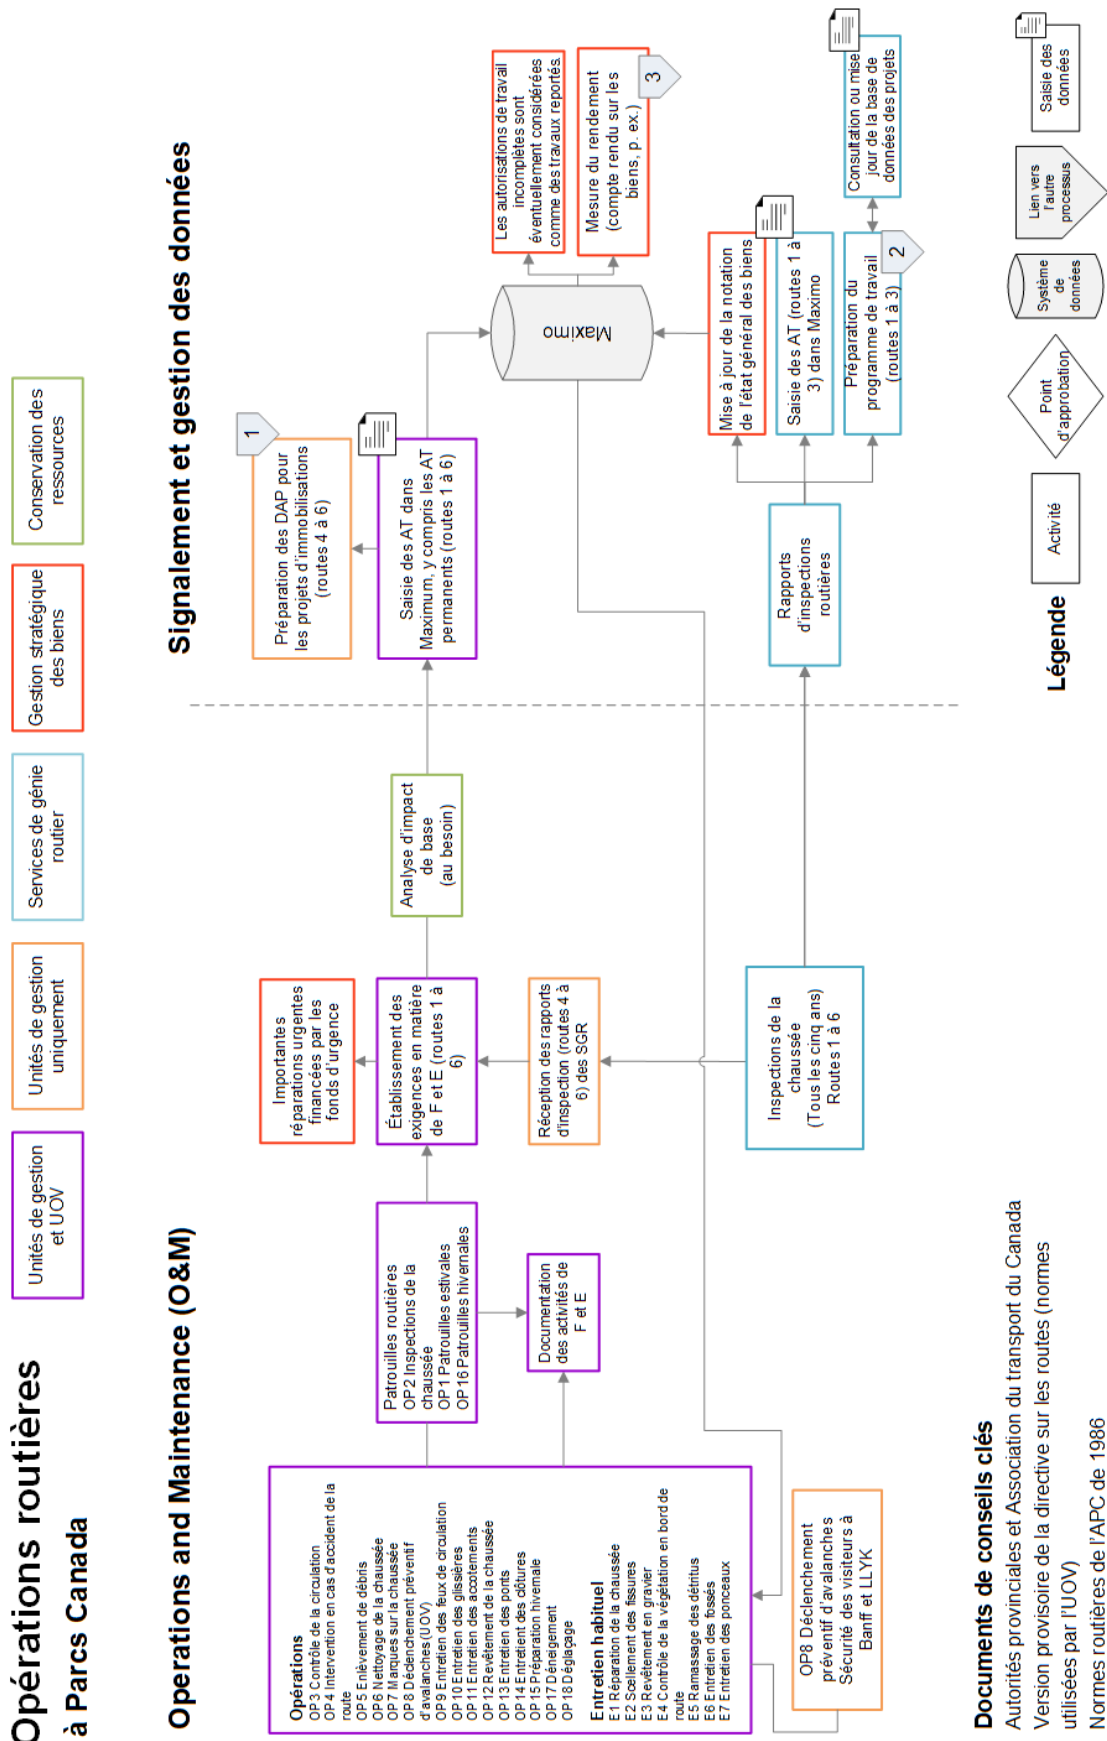 Opérations routières
à Parcs Canada
Unités de gestion
et UOV
Unités de gestion
uniquement
Services de génie
routier
Gestion stratégique
des biens
Conservation des
ressources
Operations and Maintenance (O&M)
Signalement et gestion des données
Opérations
OP3 Contrôle de la circulation
OP4 Intervention en cas d'accident de la
route
OP5 Enlèvement de débris
OP6 Nettoyage de la chaussée
OP7 Marques sur la chaussée
OP8 Déclenchement préventif
d'avalanches (UOV)
OP9 Entretien des feux de circulation
OP10 Entretien des glissières
OP11 Entretien des accotements
OP12 Revêtement de la chaussée
OP13 Entretien des ponts
OP14 Entretient des clôtures
OP15 Préparation hivernale
OP17 Déneigement
OP18 Déglaçage
Entretien habituel
E1 Réparation de la chaussée
E2 Scellement des fissures
E3 Revêtement en gravier
E4 Contrôle de la végétation en bord de
route
E5 Ramassage des détritus
E6 Entretien des fossés
E7 Entretien des ponceaux
OP8 Déclenchement
préventif d'avalanches
Sécurité des visiteurs à
Banff et LLYK
Patrouilles routières
OP2 Inspections de la
chaussée
OP1 Patrouilles estivales
OP16 Patrouilles hivernales
Documentation
des activités de
F et E
Importantes
réparations urgentes
financées par les
fonds d'urgence
Établissement des
exigences en matière
de F et E (routes 1 à
6)
Réception des rapports
d'inspection (routes 4 à
6) des SGR
Inspections de la
chaussée
(Tous les cinq ans)
Routes 1 à 6
Analyse d'impact
de base
(au besoin)
Préparation des DAP pour
les projets d'immobilisations
(routes 4 à 6)
1
Saisie des AT dans
Maximum, y compris les AT
permanents (routes 1 à 6)
Rapports
d'inspections
routières
Maximo
Les autorisations de travail
incomplètes sont
éventuellement considérées
comme des travaux reportés.
Mesure du rendement
(compte rendu sur les
biens, p. ex.)
3
Mise à jour de la notation
de l'état général des biens
Saisie des AT (routes 1 à
3) dans Maximo
Préparation du
programme de travail
(routes 1 à 3)
2
Consultation ou mise à
jour de la base de
données des projets
Documents de conseils clés
Autorités provinciales et Association du transport du Canada
Version provisoire de la directive sur les routes (normes
utilisées par l'UOV)
Normes routières de l'APC de 1986
Légende
Activité
Point
d'approbation
Système
de
données
Lien vers
l'autre
processus
Saisie des
données